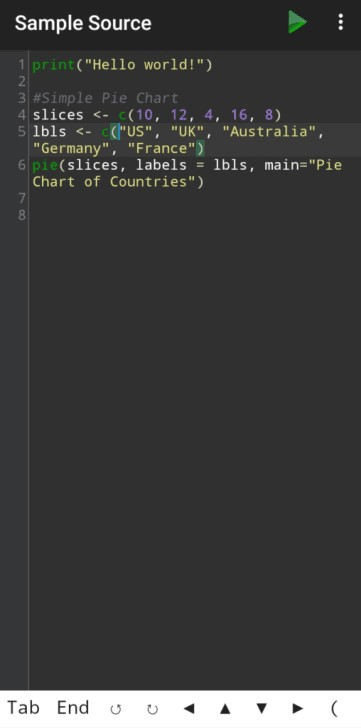 Sample Source
1 print("Hello world!")
2
3 #Simple Pie Chart
4 slices <- c(10, 12, 4, 16, 8)
5 lbls <- c("US", "UK", "Australia",
"Germany", "France")
6 pie(slices, labels = lbls, main="Pie
Chart of Countries")
7
8
Tab End ↺ ↻ ◀ ▲ ▼ ▶ (